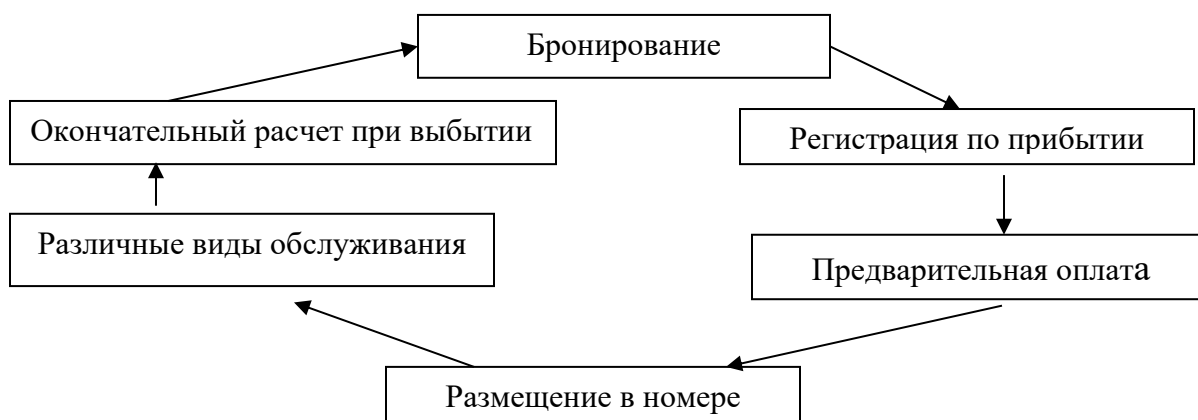 Бронирование
Окончательный расчет при выбытии
Регистрация по прибытии
Различные виды обслуживания
Предварительная оплата
Размещение в номере